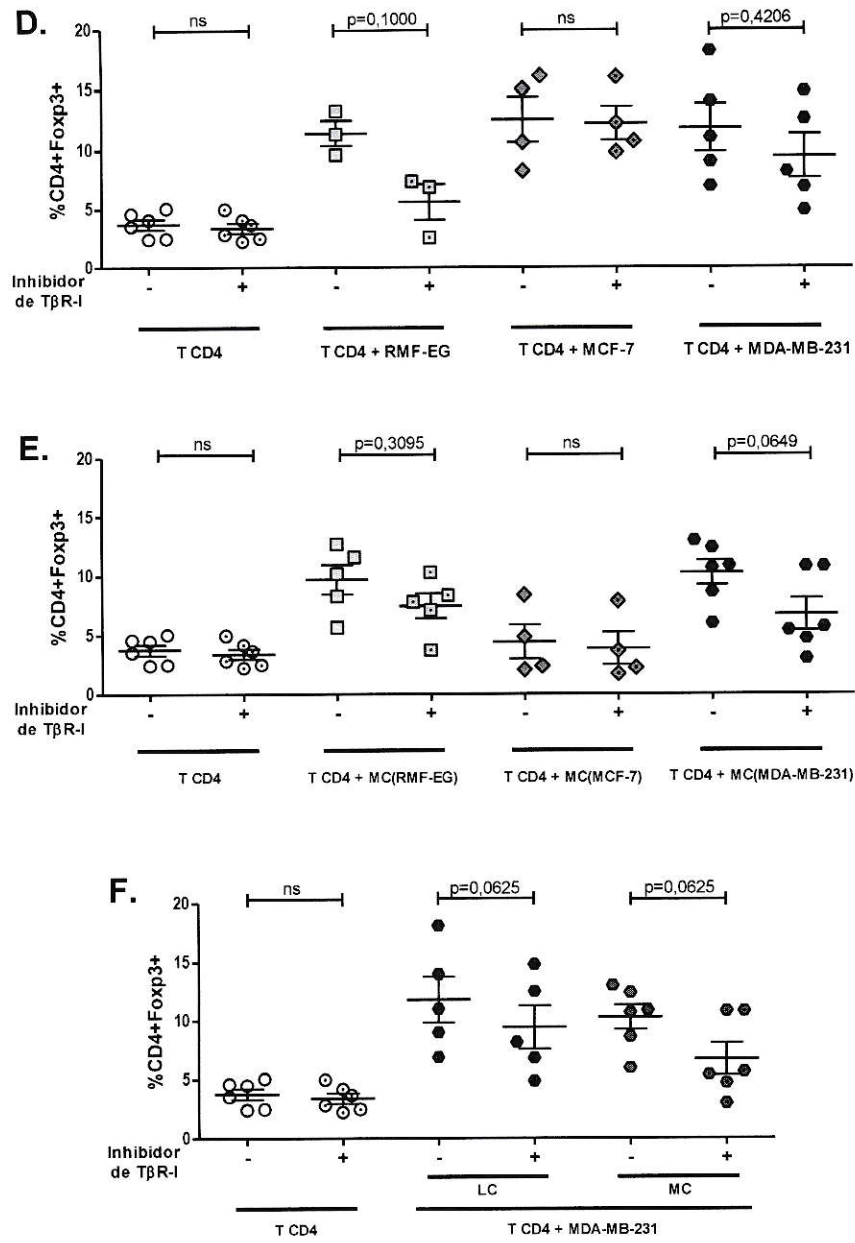 D.
ns
p=0,1000
ns
p=0,4206
%CD4+Foxp3+
20
15
10
5
0
Inhibidor
de TβR-I
- + - + - + - +
T CD4
T CD4 + RMF-EG
T CD4 + MCF-7
T CD4 + MDA-MB-231
E.
ns
p=0,3095
ns
p=0,0649
%CD4+Foxp3+
20
15
10
5
0
Inhibidor
de TβR-I
- + - + - + - +
T CD4
T CD4 + MC(RMF-EG)
T CD4 + MC(MCF-7)
T CD4 + MC(MDA-MB-231)
F.
ns
p=0,0625
p=0,0625
%CD4+Foxp3+
20
15
10
5
0
Inhibidor
de TβR-I
- + - + - +
LC
MC
T CD4
T CD4 + MDA-MB-231